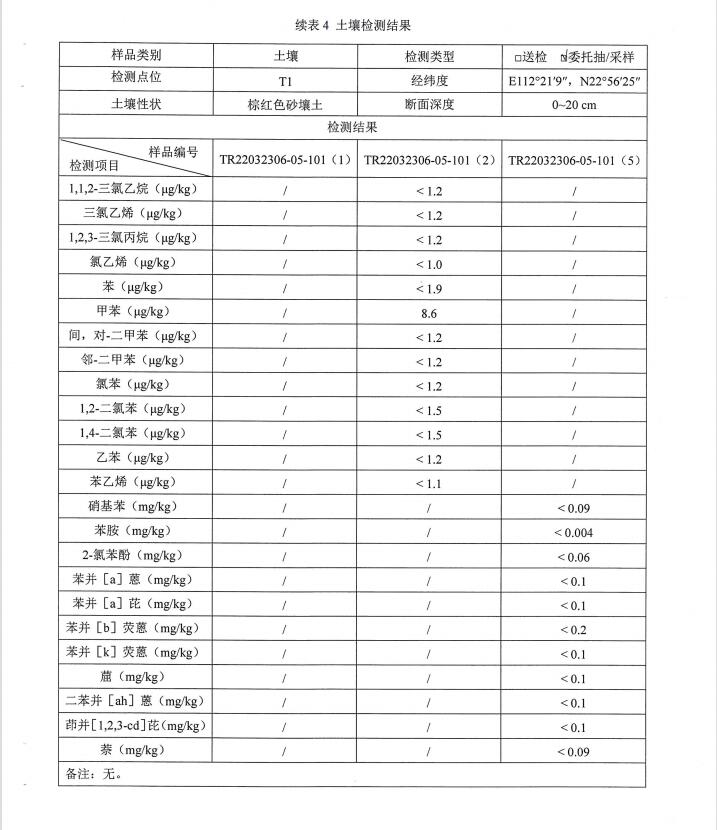 续表 4 土壤检测结果
样品类别 土壤 检测类型 □送检 ☑委托抽/采样
检测点位 T1 经纬度 E112°21′9″，N22°56′25″
土壤性状 棕红色砂壤土 断面深度 0~20 cm
检测结果
样品编号
检测项目 TR22032306-05-101（1） TR22032306-05-101（2） TR22032306-05-101（5）
1,1,2-三氯乙烷（μg/kg） / < 1.2 /
三氯乙烯（μg/kg） / < 1.2 /
1,2,3-三氯丙烷（μg/kg） / < 1.2 /
氯乙烯（μg/kg） / < 1.0 /
苯（μg/kg） / < 1.9 /
甲苯（μg/kg） / 8.6 /
间，对-二甲苯（μg/kg） / < 1.2 /
邻-二甲苯（μg/kg） / < 1.2 /
氯苯（μg/kg） / < 1.2 /
1,2-二氯苯（μg/kg） / < 1.5 /
1,4-二氯苯（μg/kg） / < 1.5 /
乙苯（μg/kg） / < 1.2 /
苯乙烯（μg/kg） / < 1.1 /
硝基苯（mg/kg） / / < 0.09
苯胺（mg/kg） / / < 0.004
2-氯苯酚（mg/kg） / / < 0.06
苯并［a］蒽（mg/kg） / / < 0.1
苯并［a］芘（mg/kg） / / < 0.1
苯并［b］荧蒽（mg/kg） / / < 0.2
苯并［k］荧蒽（mg/kg） / / < 0.1
䓛（mg/kg） / / < 0.1
二苯并［ah］蒽（mg/kg） / / < 0.1
茚并[1,2,3-cd]芘（mg/kg） / / < 0.1
萘（mg/kg） / / < 0.09
备注：无。